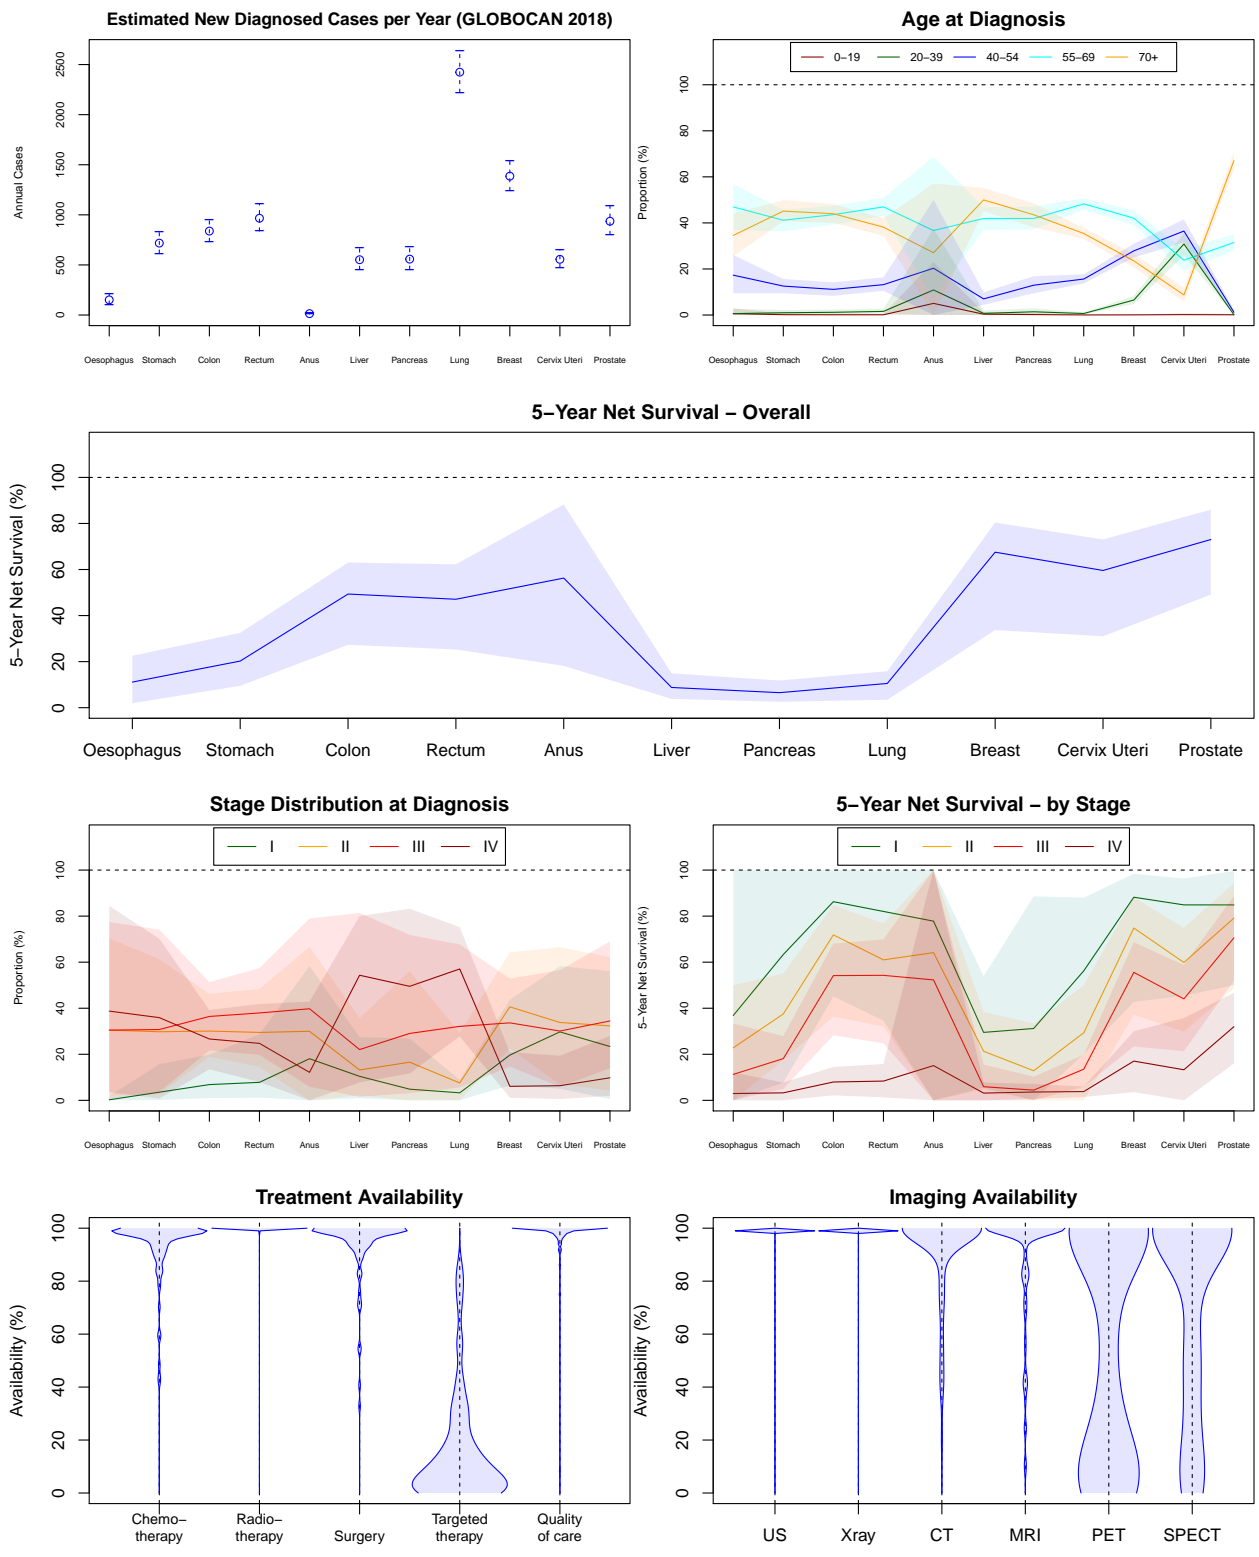 Estimated New Diagnosed Cases per Year (GLOBOCAN 2018)
Annual Cases
2500
2000
1500
1000
500
0
Oesophagus Stomach Colon Rectum Anus Liver Pancreas Lung Breast Cervix Uteri Prostate
Age at Diagnosis
0–19 20–39 40–54 55–69 70+
Proportion (%)
100
80
60
40
20
0
Oesophagus Stomach Colon Rectum Anus Liver Pancreas Lung Breast Cervix Uteri Prostate
5–Year Net Survival – Overall
5–Year Net Survival (%)
100
80
60
40
20
0
Oesophagus Stomach Colon Rectum Anus Liver Pancreas Lung Breast Cervix Uteri Prostate
Stage Distribution at Diagnosis
I II III IV
Proportion (%)
100
80
60
40
20
0
Oesophagus Stomach Colon Rectum Anus Liver Pancreas Lung Breast Cervix Uteri Prostate
5–Year Net Survival – by Stage
I II III IV
5–Year Net Survival (%)
100
80
60
40
20
0
Oesophagus Stomach Colon Rectum Anus Liver Pancreas Lung Breast Cervix Uteri Prostate
Treatment Availability
Availability (%)
100
80
60
40
20
0
Chemo–
therapy
Radio–
therapy
Surgery
Targeted
therapy
Quality
of care
Imaging Availability
Availability (%)
100
80
60
40
20
0
US Xray CT MRI PET SPECT